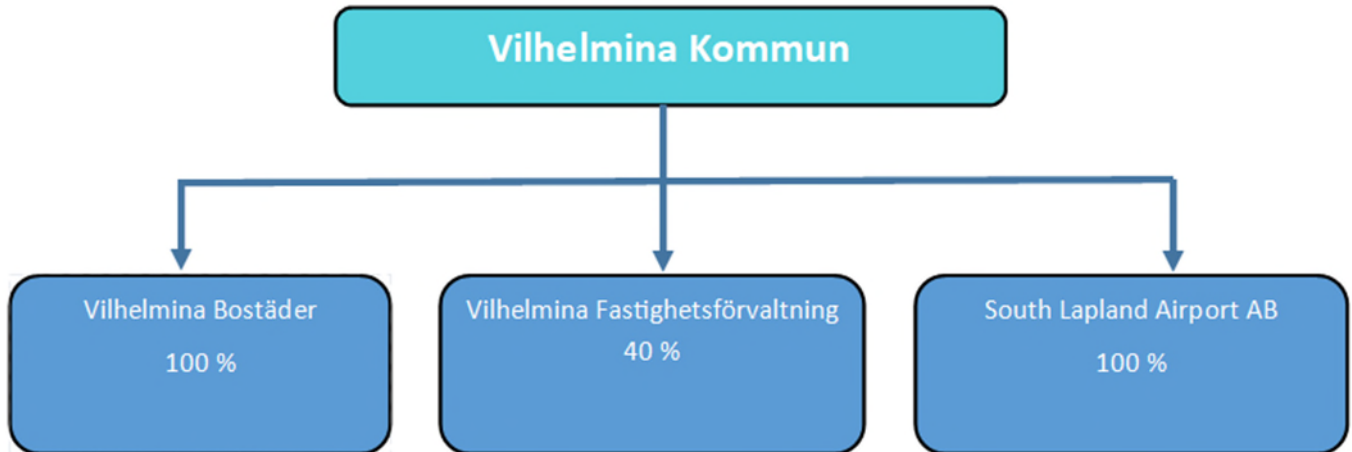 Vilhelmina Kommun
Vilhelmina Bostäder
100 %
Vilhelmina Fastighetsförvaltning
40 %
South Lapland Airport AB
100 %